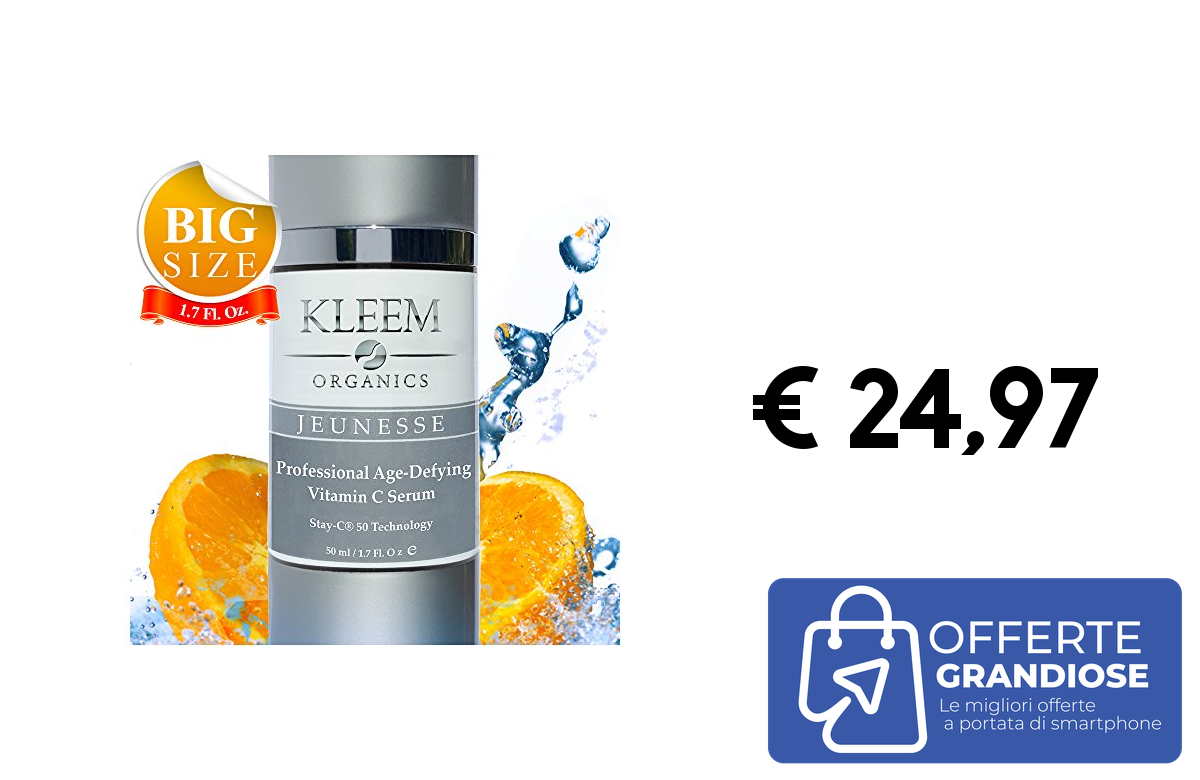 BIG
SIZE
1.7 Fl. Oz.
KLEEM
ORGANICS
JEUNESSE
Professional Age-Defying
Vitamin C Serum
Stay-C® 50 Technology
50 ml / 1.7 Fl. O z ℮
€ 24,97
OFFERTE
GRANDIOSE
Le migliori offerte
a portata di smartphone